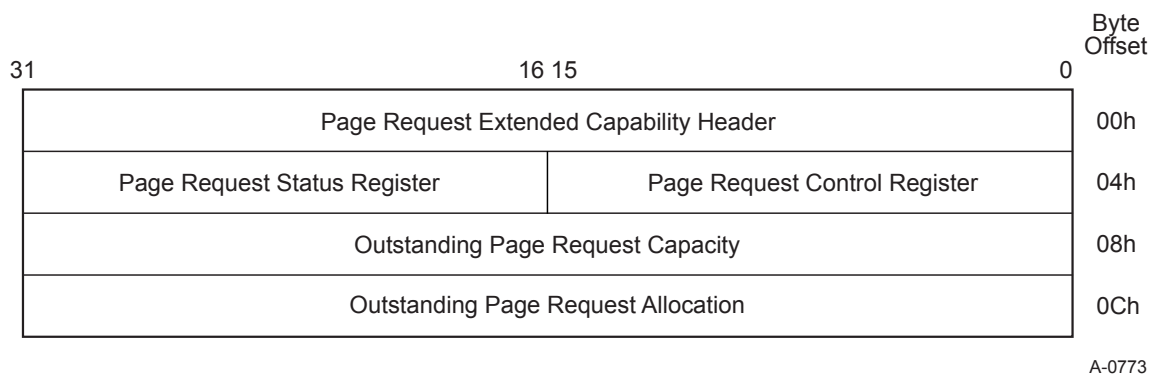 Byte
Offset
31 16 15 0
Page Request Extended Capability Header 00h
Page Request Status Register Page Request Control Register 04h
Outstanding Page Request Capacity 08h
Outstanding Page Request Allocation 0Ch
A-0773